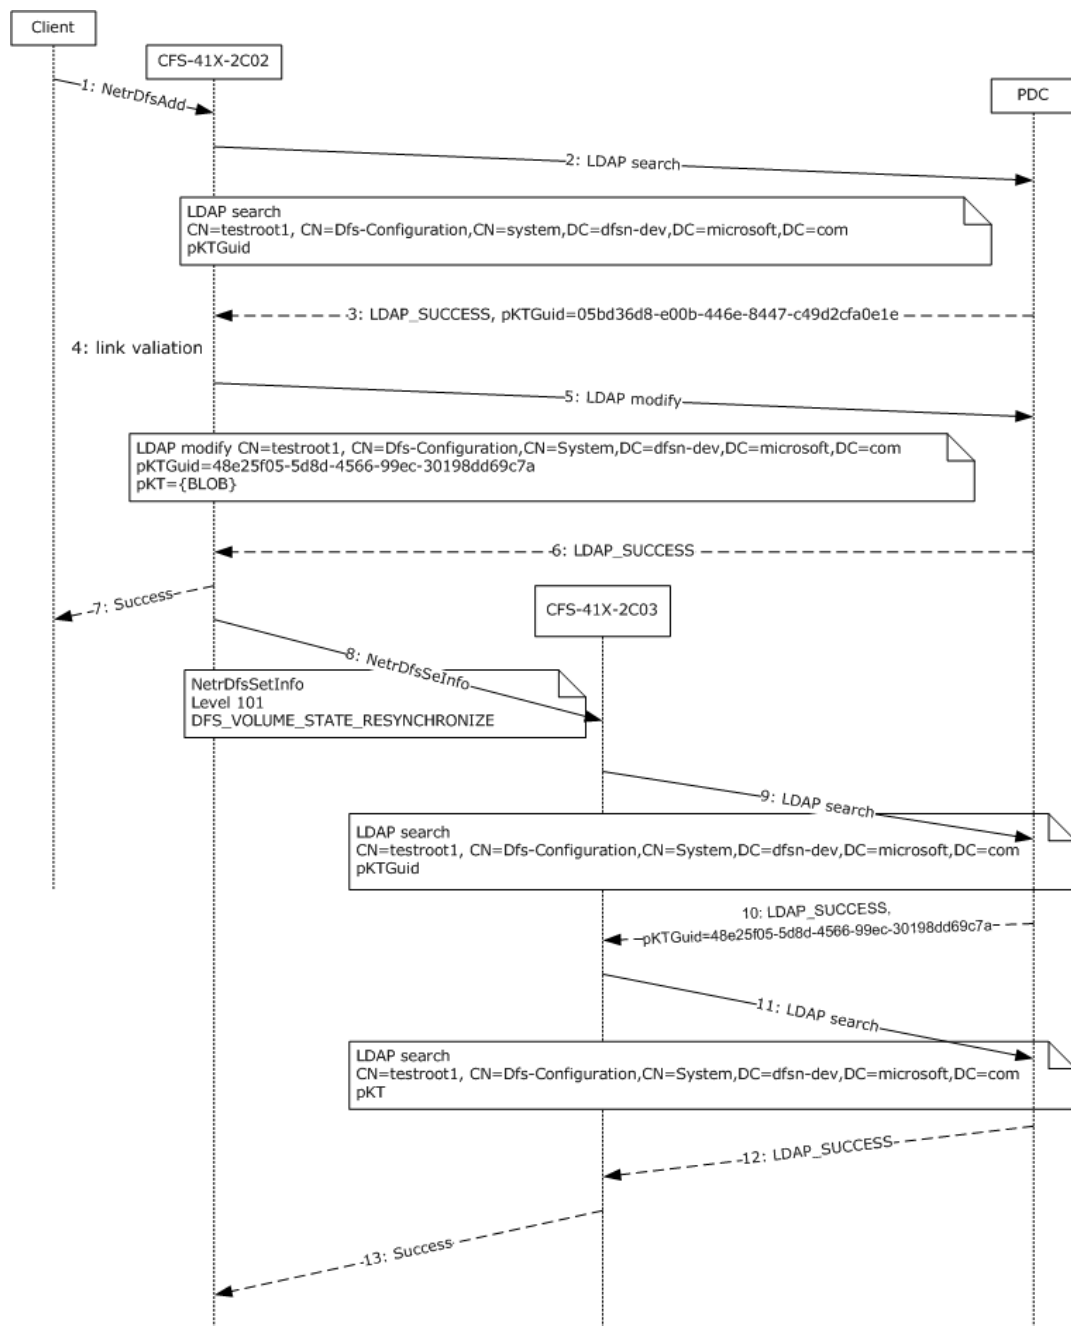 Client
CFS-41X-2C02
1: NetrDfsAdd
PDC
2: LDAP search
LDAP search
CN=testroot1, CN=Dfs-Configuration,CN=system,DC=dfsn-dev,DC=microsoft,DC=com
pKTGuid
3: LDAP_SUCCESS, pKTGuid=05bd36d8-e00b-446e-8447-c49d2cfa0e1e
4: link valiation
5: LDAP modify
LDAP modify CN=testroot1, CN=Dfs-Configuration,CN=System,DC=dfsn-dev,DC=microsoft,DC=com
pKTGuid=48e25f05-5d8d-4566-99ec-30198dd69c7a
pKT={BLOB}
6: LDAP_SUCCESS
7: Success
CFS-41X-2C03
8: NetrDfsSeInfo
NetrDfsSetInfo
Level 101
DFS_VOLUME_STATE_RESYNCHRONIZE
9: LDAP search
LDAP search
CN=testroot1, CN=Dfs-Configuration,CN=System,DC=dfsn-dev,DC=microsoft,DC=com
pKTGuid
10: LDAP_SUCCESS,
pKTGuid=48e25f05-5d8d-4566-99ec-30198dd69c7a
11: LDAP search
LDAP search
CN=testroot1, CN=Dfs-Configuration,CN=System,DC=dfsn-dev,DC=microsoft,DC=com
pKT
12: LDAP_SUCCESS
13: Success